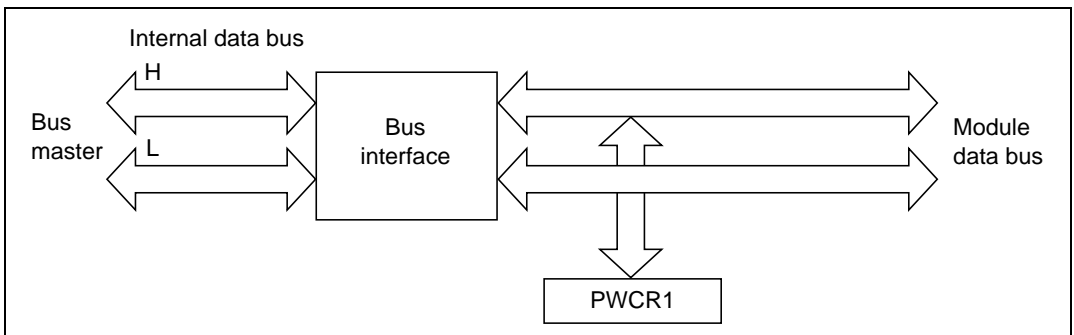 Internal data bus
H
Bus
master
L
Bus
interface
Module
data bus
PWCR1